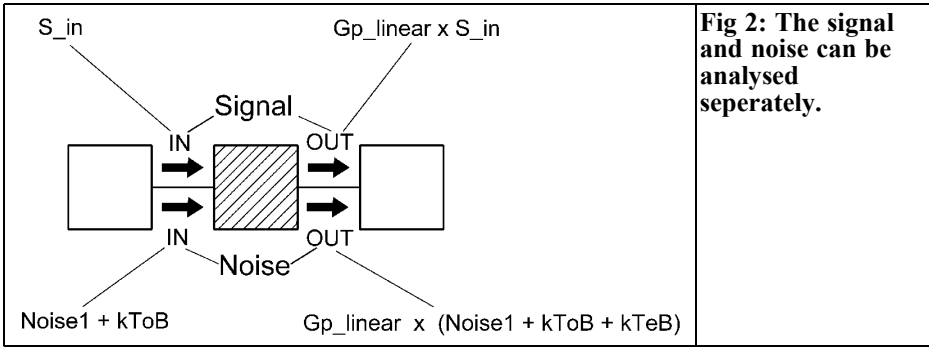 S_in
Gp_linear x S_in
Signal
IN
OUT
IN
OUT
Noise
Noise1 + kToB
Gp_linear x (Noise1 + kToB + kTeB)
Fig 2: The signal
and noise can be
analysed
seperately.